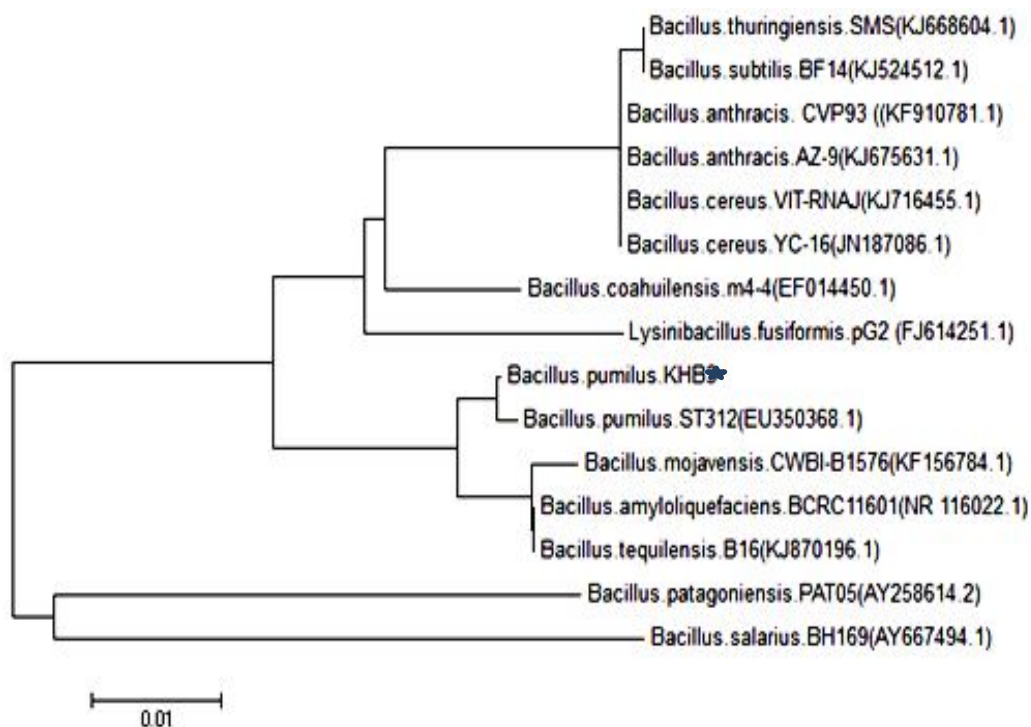 Bacillus.thuringiensis.SMS(KJ668604.1)
Bacillus.subtilis.BF14(KJ524512.1)
Bacillus.anthracis. CVP93 ((KF910781.1)
Bacillus.anthracis.AZ-9(KJ675631.1)
Bacillus.cereus.VIT-RNAJ(KJ716455.1)
Bacillus.cereus.YC-16(JN187086.1)
Bacillus.coahuilensis.m4-4(EF014450.1)
Lysinibacillus.fusiformis.pG2 (FJ614251.1)
Bacillus.pumilus.
Bacillus.pumilus.ST312(EU350368.1)
Bacillus.mojavensis.CWBI-B1576(KF156784.1)
Bacillus.amyloliquefaciens.BCRC11601(NR 116022.1)
Bacillus.tequilensis.B16(KJ870196.1)
Bacillus.patagoniensis.PAT05(AY258614.2)
Bacillus.salarius.BH169(AY667494.1)
0.01